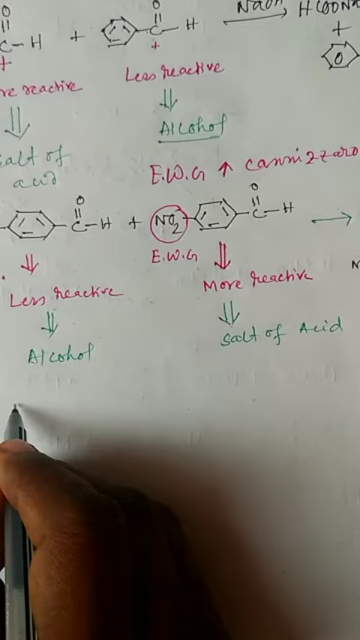 NaOH HCOONa
O O
C-H + C-H
+ +
re reactive Less reactive
Salt of Alcohol
acid
E.W.G ↑ cannizzaro
O O
C-H + NO2 C-H
E.W.G
Less reactive More reactive
Alcohol Salt of Acid